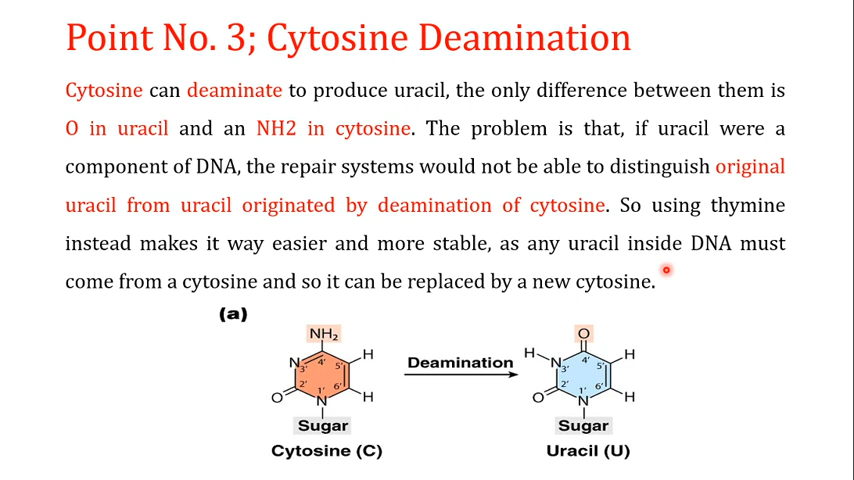 Point No. 3; Cytosine Deamination
Cytosine can deaminate to produce uracil, the only difference between them is
O in uracil and an NH2 in cytosine. The problem is that, if uracil were a
component of DNA, the repair systems would not be able to distinguish original
uracil from uracil originated by deamination of cytosine. So using thymine
instead makes it way easier and more stable, as any uracil inside DNA must
come from a cytosine and so it can be replaced by a new cytosine.
(a)
NH₂
N 3' 4' 5' H
2' 1' 6'
O N H
Sugar
Cytosine (C)
Deamination
O
H N 3' 4' 5' H
2' 1' 6'
O N H
Sugar
Uracil (U)